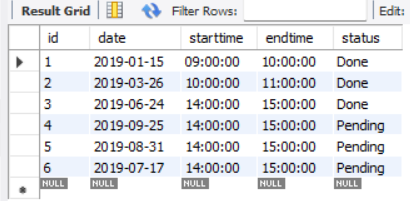 Result Grid Filter Rows: Edit:
id date starttime endtime status
1 2019-01-15 09:00:00 10:00:00 Done
2 2019-03-26 10:00:00 11:00:00 Done
3 2019-06-24 14:00:00 15:00:00 Done
4 2019-09-25 14:00:00 15:00:00 Pending
5 2019-08-31 14:00:00 15:00:00 Pending
6 2019-07-17 14:00:00 15:00:00 Pending
NULL NULL NULL NULL NULL